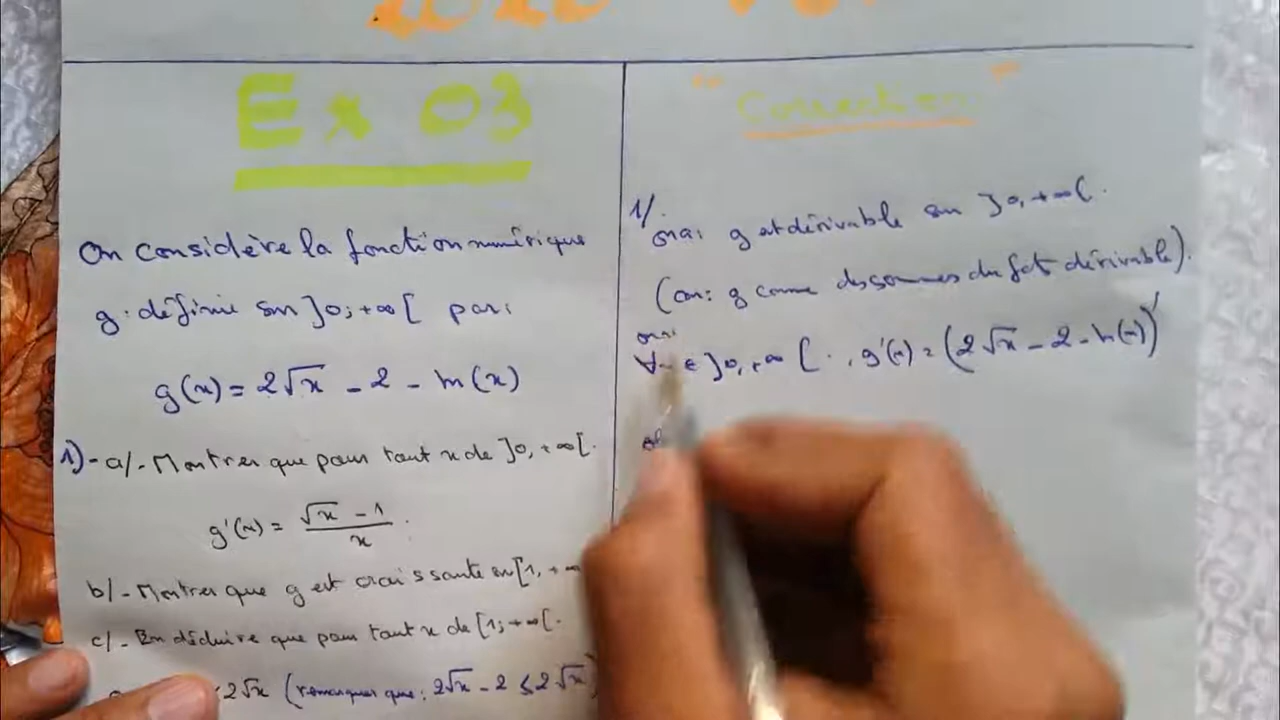 Ex 03
On considère la fonction numérique
g définie sur ]0; +∞[ par:
g(x) = 2√x - 2 - ln(x)
1) - a/- Montrer que pour tout x de ]0, +∞[.
g'(x) = (√x - 1)/x .
b/- Montrer que g est croissante sur [1, +∞
c/- En déduire que pour tout x de [1; +∞[.
2√x (remarquer que: 2√x - 2 ≤ 2√x)
"Correction"
1/.
ona: g est dérivable sur ]0, +∞[.
(car: g comme des sommes du fct dérivable).
ona:
∀x ∈ ]0, +∞[ . , g'(x) = (2√x - 2 - ln(x))'